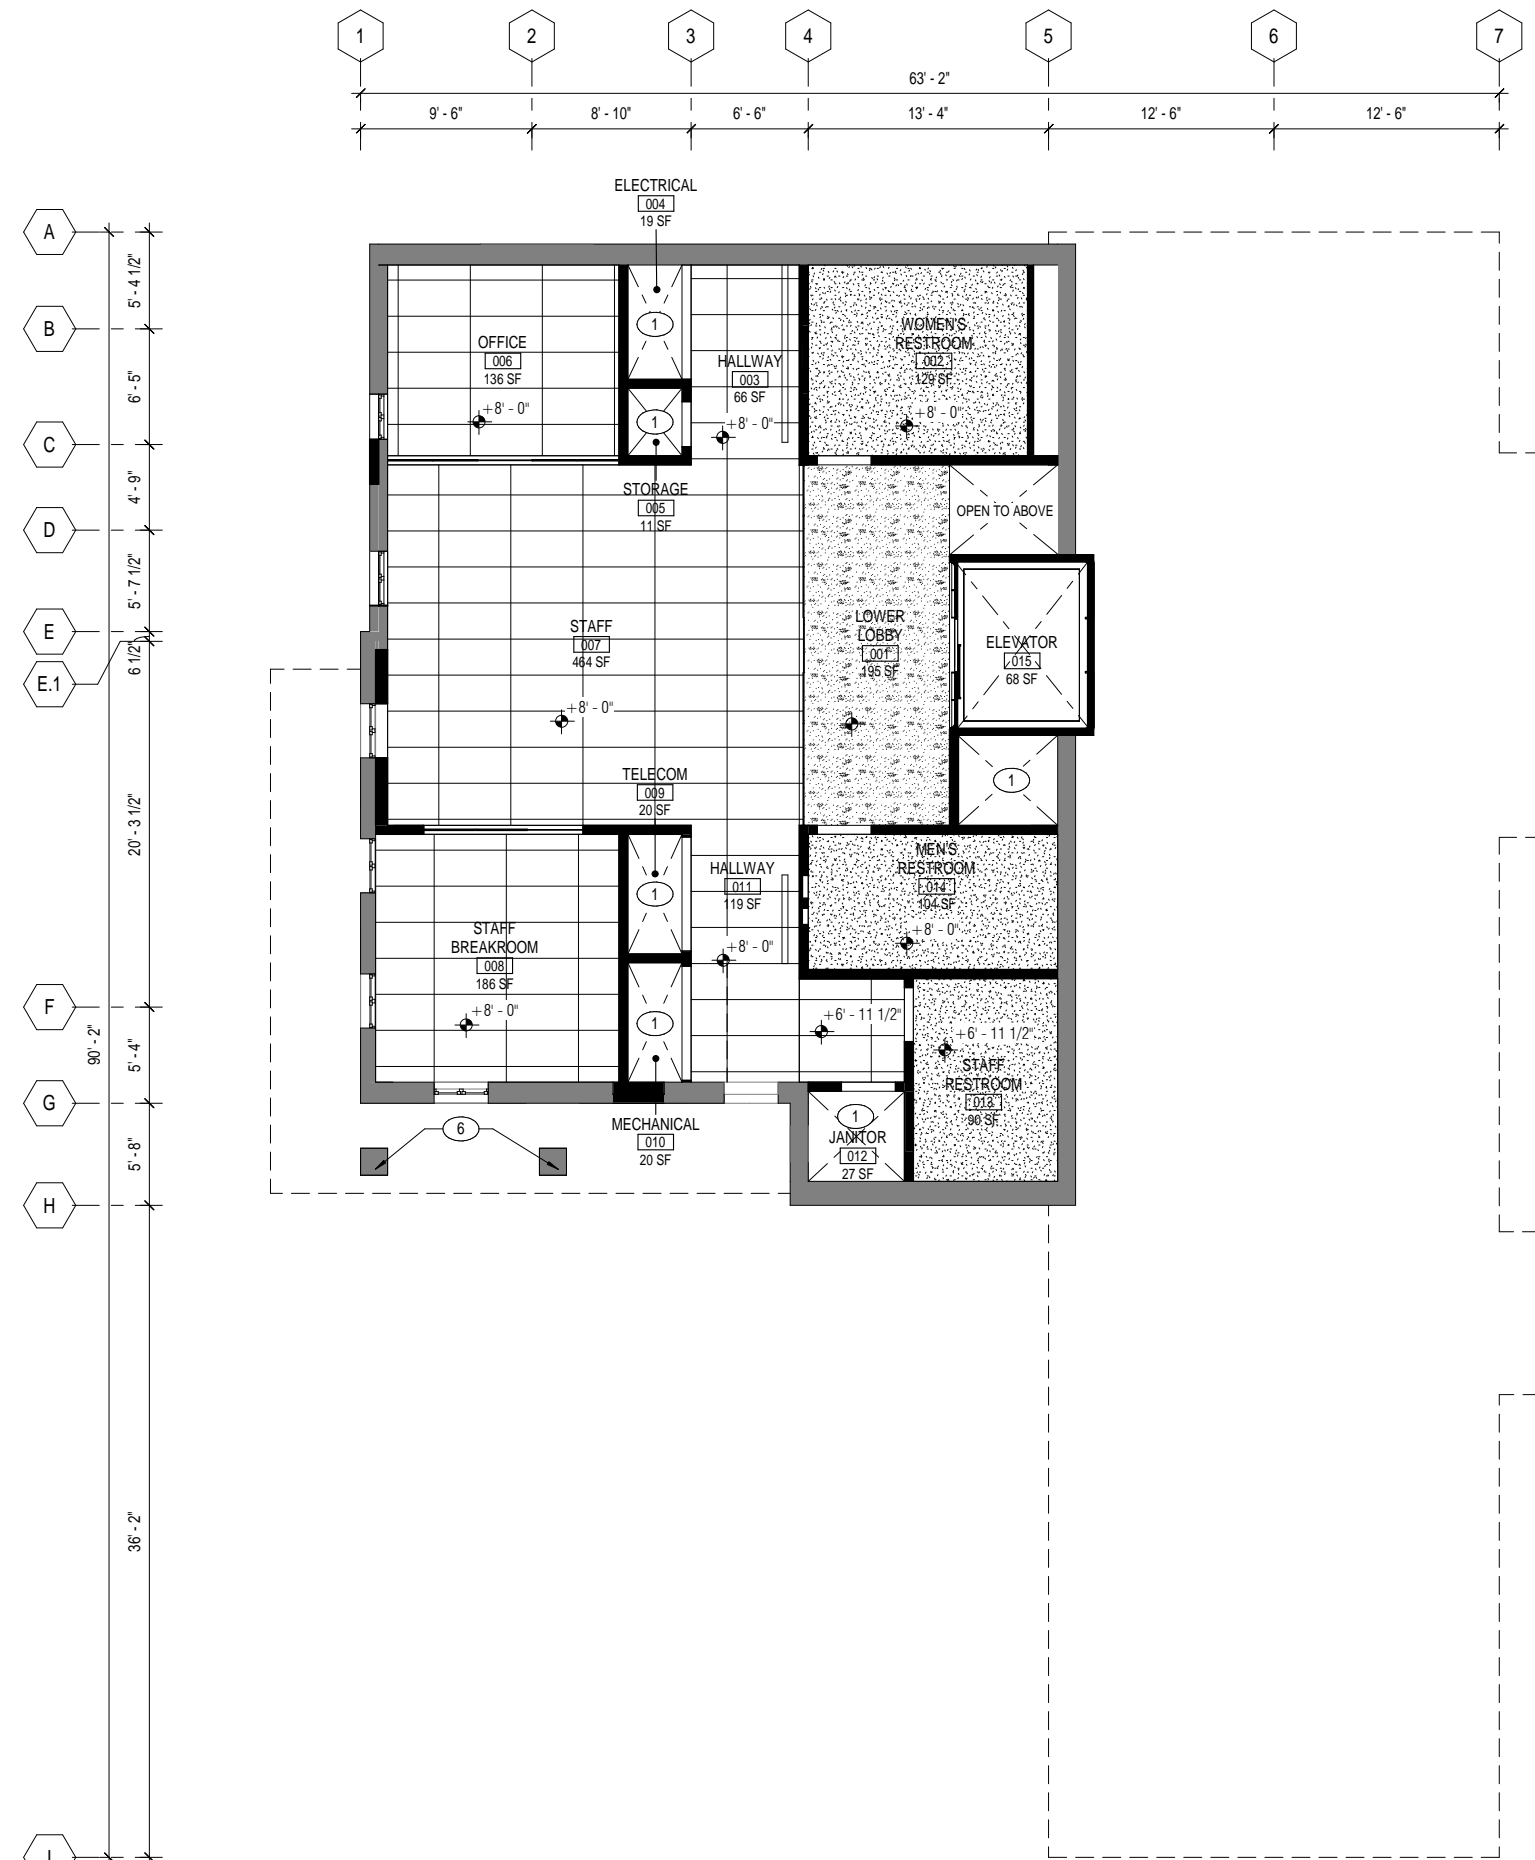 1
2
3
4
5
6
7
63' - 2"
9' - 6"
8' - 10"
6' - 6"
13' - 4"
12' - 6"
12' - 6"
A
B
C
D
E
E.1
F
G
H
5' - 4 1/2"
6' - 5"
4' - 9"
5' - 7 1/2"
6 1/2"
20' - 3 1/2"
90' - 2"
5' - 4"
5' - 8"
36' - 2"
ELECTRICAL
004
19 SF
1
OFFICE
006
136 SF
+8' - 0"
HALLWAY
003
66 SF
+8' - 0"
WOMEN'S
RESTROOM
002
129 SF
+8' - 0"
1
STORAGE
005
11 SF
OPEN TO ABOVE
STAFF
007
464 SF
+8' - 0"
LOWER
LOBBY
001
195 SF
ELEVATOR
015
68 SF
TELECOM
009
20 SF
1
1
HALLWAY
011
119 SF
+8' - 0"
MEN'S
RESTROOM
014
104 SF
+8' - 0"
STAFF
BREAKROOM
008
186 SF
+8' - 0"
1
+6' - 11 1/2"
+6' - 11 1/2"
STAFF
RESTROOM
013
90 SF
6
MECHANICAL
010
20 SF
1
JANITOR
012
27 SF